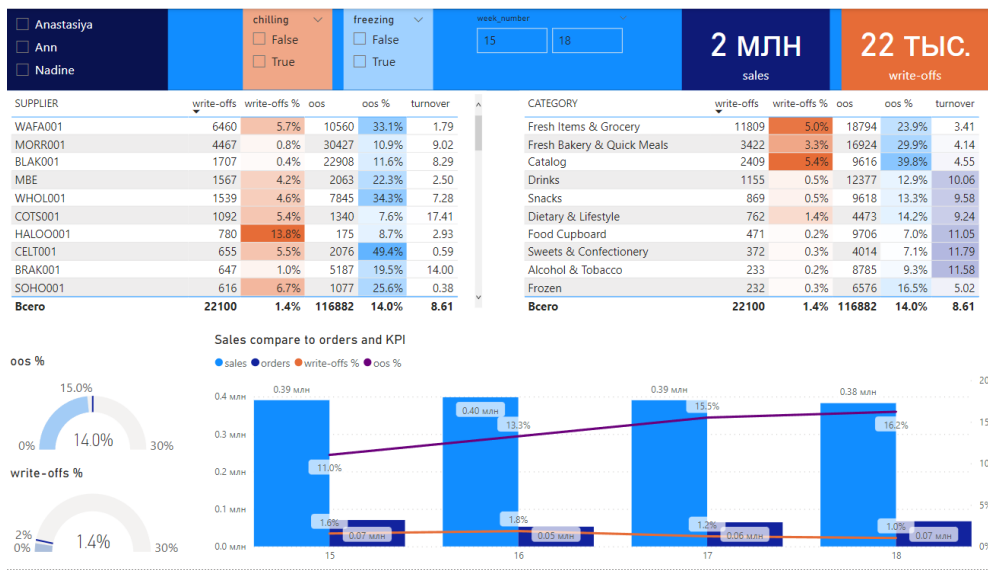 Anastasiya
Ann
Nadine
chilling
False
True
freezing
False
True
week_number
15 18
2 млн
sales
22 тыс.
write-offs
SUPPLIER write-offs write-offs % oos oos % turnover
WAFA001 6460 5.7% 10560 33.1% 1.79
MORR001 4467 0.8% 30427 10.9% 9.02
BLAK001 1707 0.4% 22908 11.6% 8.29
MBE 1567 4.2% 2063 22.3% 2.50
WHOL001 1539 4.6% 7845 34.3% 7.28
COTS001 1092 5.4% 1340 7.6% 17.41
HALOO001 780 13.8% 175 8.7% 2.93
CELT001 655 5.5% 2076 49.4% 0.59
BRAK001 647 1.0% 5187 19.5% 14.00
SOHO001 616 6.7% 1077 25.6% 0.38
Всего 22100 1.4% 116882 14.0% 8.61
CATEGORY write-offs write-offs % oos oos % turnover
Fresh Items & Grocery 11809 5.0% 18794 23.9% 3.41
Fresh Bakery & Quick Meals 3422 3.3% 16924 29.9% 4.14
Catalog 2409 5.4% 9616 39.8% 4.55
Drinks 1155 0.5% 12377 12.9% 10.06
Snacks 869 0.5% 9618 13.3% 9.58
Dietary & Lifestyle 762 1.4% 4473 14.2% 9.24
Food Cupboard 471 0.2% 9706 7.0% 11.05
Sweets & Confectionery 372 0.3% 4014 7.1% 11.79
Alcohol & Tobacco 233 0.2% 8785 9.3% 11.58
Frozen 232 0.3% 6576 16.5% 5.02
Всего 22100 1.4% 116882 14.0% 8.61
oos %
15.0%
0% 14.0% 30%
write-offs %
2%
0% 1.4% 30%
Sales compare to orders and KPI
sales orders write-offs % oos %
0.4 млн
0.3 млн
0.2 млн
0.1 млн
0.0 млн
0.39 млн 0.40 млн 0.39 млн 0.38 млн
11.0% 13.3% 15.5% 16.2%
1.6% 1.8% 1.2% 1.0%
0.07 млн 0.05 млн 0.06 млн 0.07 млн
15 16 17 18
5%
0%